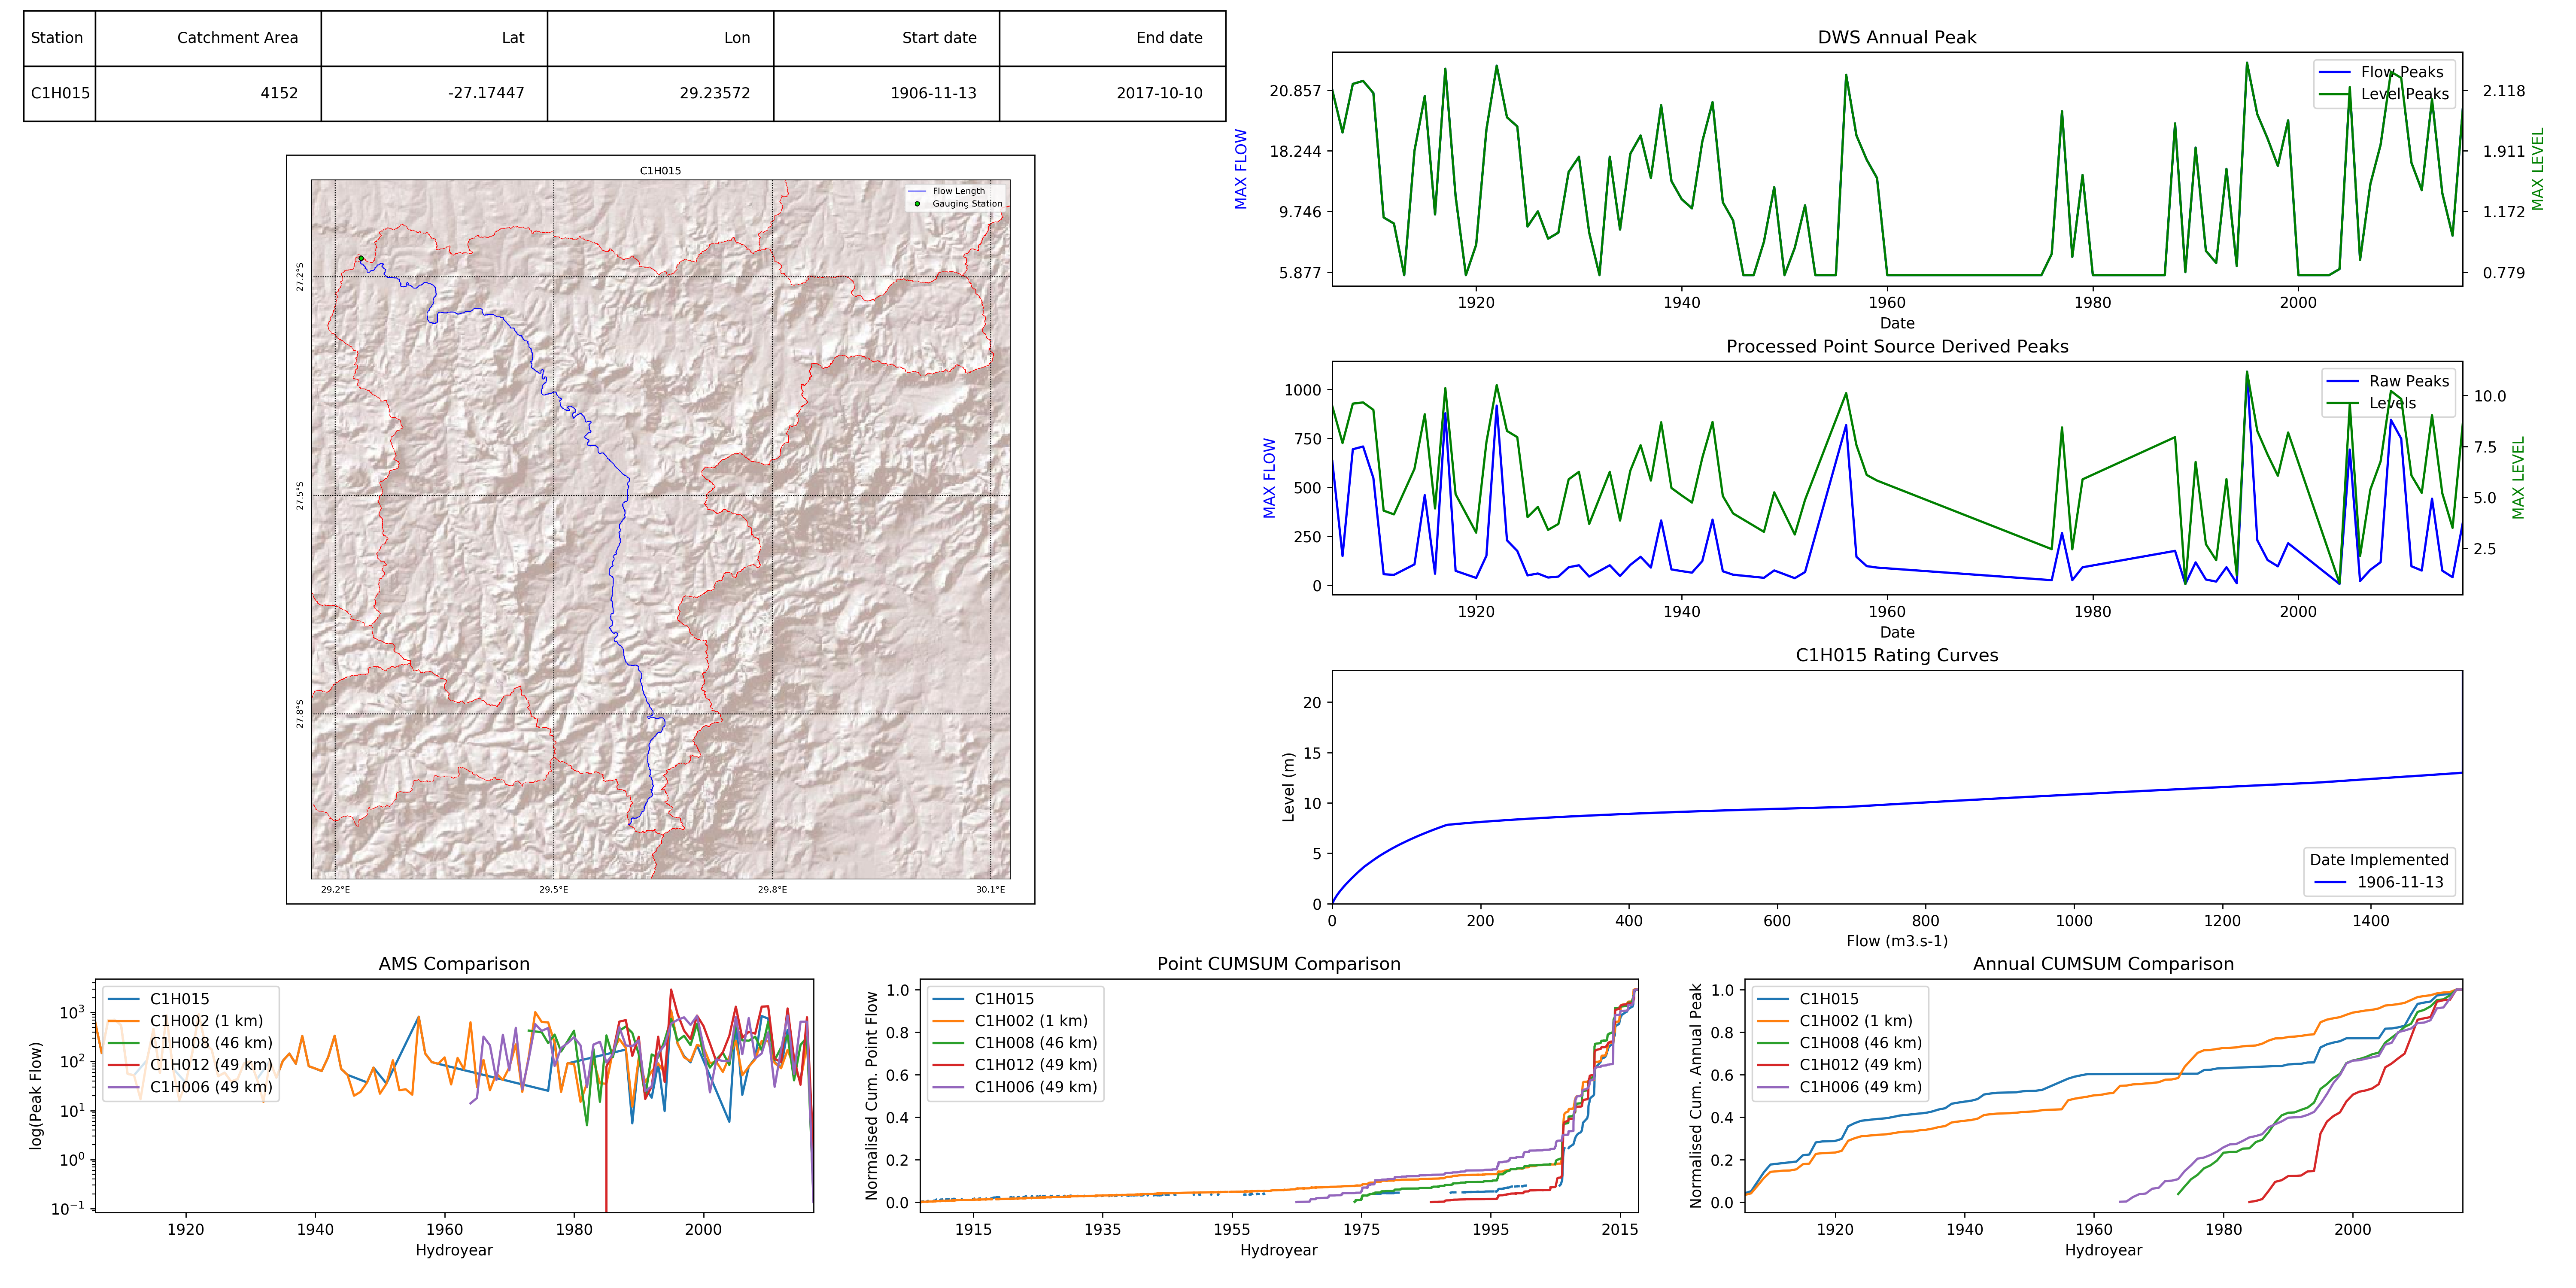 Station Catchment Area Lat Lon Start date End date
C1H015 4152 -27.17447 29.23572 1906-11-13 2017-10-10
C1H015
Flow Length
Gauging Station
27.2°S
27.5°S
27.8°S
29.2°E 29.5°E 29.8°E 30.1°E
DWS Annual Peak
Flow Peaks
Level Peaks
20.857
18.244
9.746
5.877
MAX FLOW
2.118
1.911
1.172
0.779
MAX LEVEL
1920 1940 1960 1980 2000
Date
Processed Point Source Derived Peaks
Raw Peaks
Levels
1000
750
500
250
0
MAX FLOW
10.0
7.5
5.0
2.5
MAX LEVEL
1920 1940 1960 1980 2000
Date
C1H015 Rating Curves
20
15
10
5
0
Level (m)
Date Implemented
1906-11-13
0 200 400 600 800 1000 1200 1400
Flow (m3.s-1)
AMS Comparison
C1H015
C1H002 (1 km)
C1H008 (46 km)
C1H012 (49 km)
C1H006 (49 km)
10³
10²
10¹
10⁰
10⁻¹
log(Peak Flow)
1920 1940 1960 1980 2000
Hydroyear
Point CUMSUM Comparison
C1H015
C1H002 (1 km)
C1H008 (46 km)
C1H012 (49 km)
C1H006 (49 km)
1.0
0.8
0.6
0.4
0.2
0.0
Normalised Cum. Point Flow
1915 1935 1955 1975 1995 2015
Hydroyear
Annual CUMSUM Comparison
C1H015
C1H002 (1 km)
C1H008 (46 km)
C1H012 (49 km)
C1H006 (49 km)
1.0
0.8
0.6
0.4
0.2
0.0
Normalised Cum. Annual Peak
1920 1940 1960 1980 2000
Hydroyear